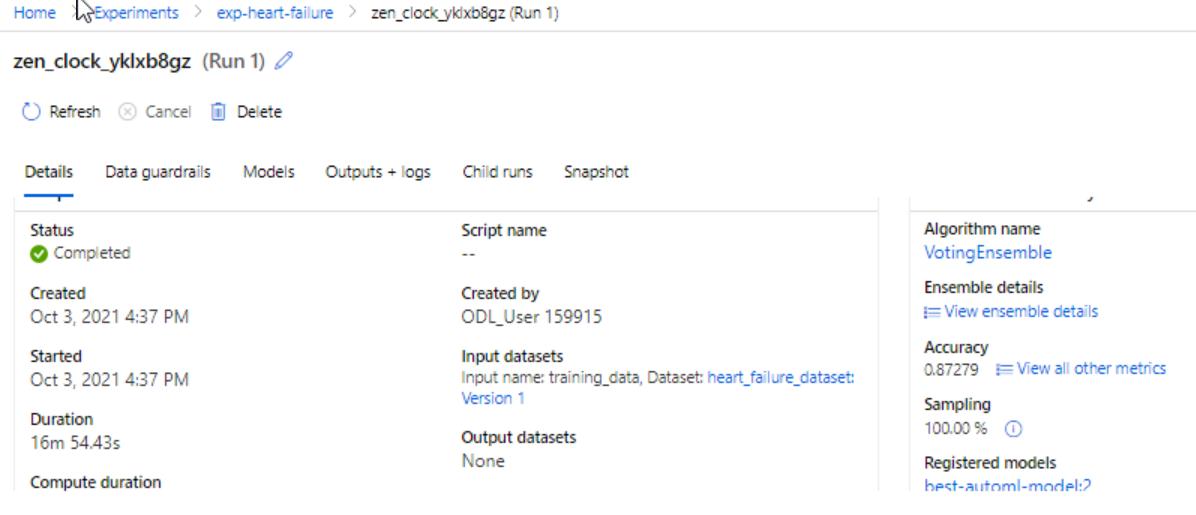 Home > Experiments > exp-heart-failure > zen_clock_yklxb8gz (Run 1)
zen_clock_yklxb8gz (Run 1)
Refresh Cancel Delete
Details Data guardrails Models Outputs + logs Child runs Snapshot
Status
Completed
Created
Oct 3, 2021 4:37 PM
Started
Oct 3, 2021 4:37 PM
Duration
16m 54.43s
Compute duration
Script name
--
Created by
ODL_User 159915
Input datasets
Input name: training_data, Dataset: heart_failure_dataset:
Version 1
Output datasets
None
Algorithm name
VotingEnsemble
Ensemble details
View ensemble details
Accuracy
0.87279 View all other metrics
Sampling
100.00 %
Registered models
best-automl-model:2